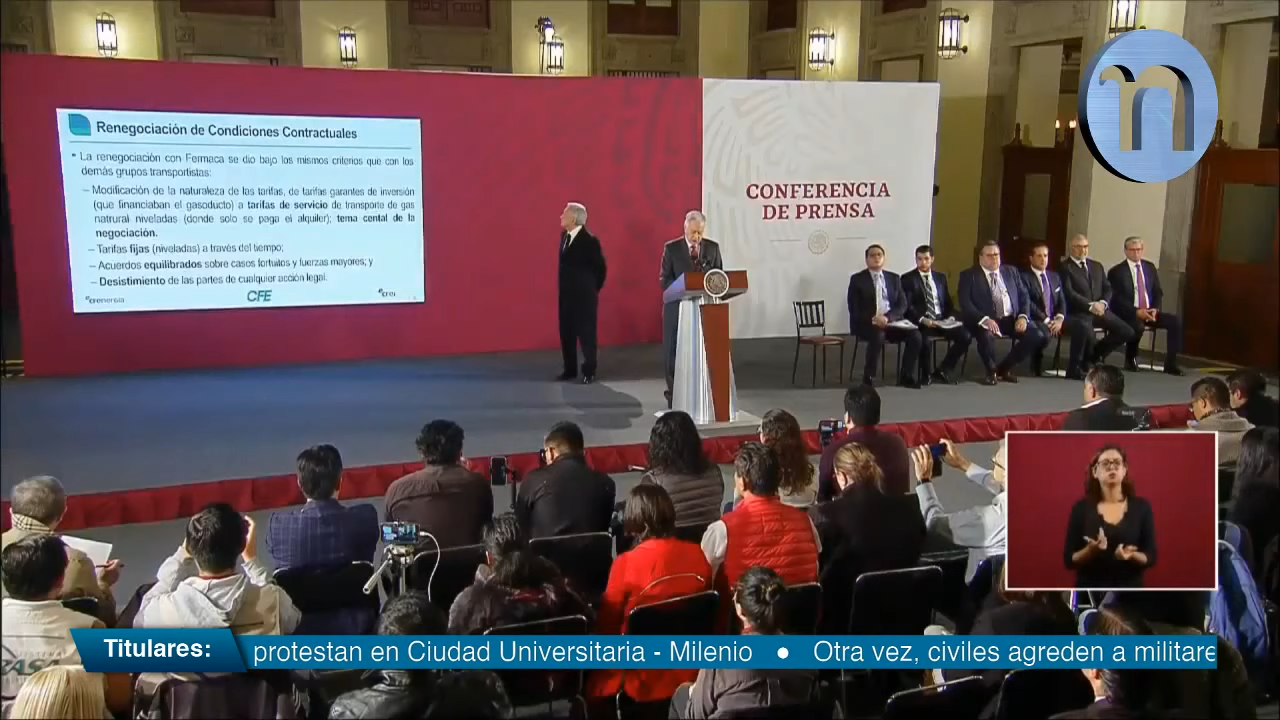 Renegociación de Condiciones Contractuales
La renegociación con Fermaca se dio bajo los mismos criterios que con los
demás grupos transportistas:
– Modificación de la naturaleza de las tarifas, de tarifas garantes de inversión
(que financiaban el gasoducto) a tarifas de servicio de transporte de gas
natrural niveladas (donde solo se paga el alquiler); tema cental de la
negociación.
– Tarifas fijas (niveladas) a través del tiempo;
– Acuerdos equilibrados sobre casos fortuitos y fuerzas mayores; y
– Desistimiento de las partes de cualquier acción legal.
CFE
CONFERENCIA
DE PRENSA
n
Titulares: protestan en Ciudad Universitaria - Milenio ● Otra vez, civiles agreden a militare